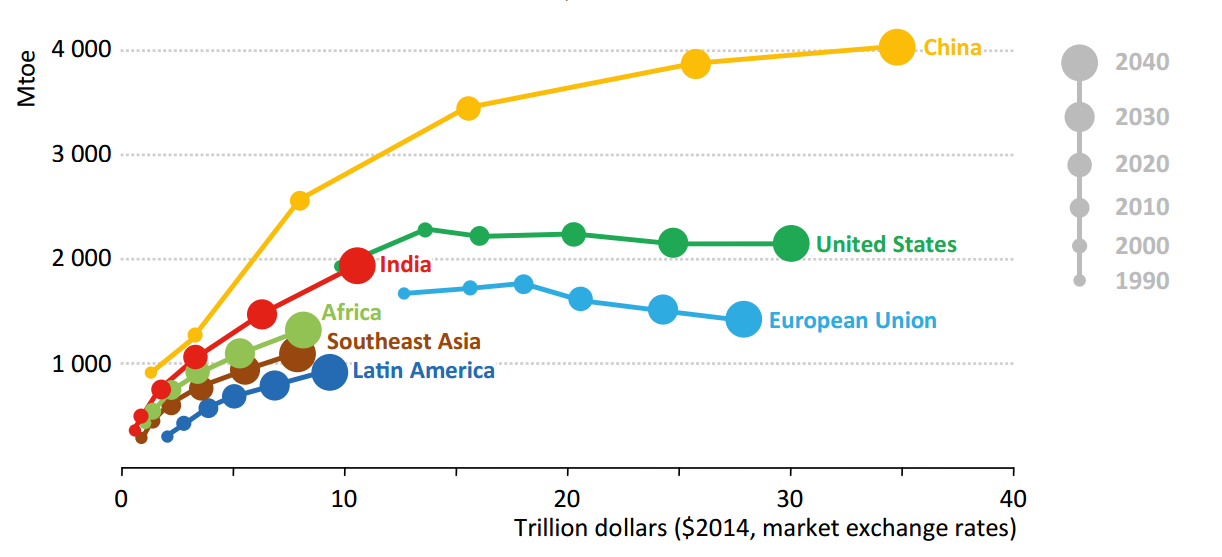 Mtoe
4 000
3 000
2 000
1 000
China
United States
India
European Union
Africa
Southeast Asia
Latin America
2040
2030
2020
2010
2000
1990
0
10
20
30
40
Trillion dollars ($2014, market exchange rates)